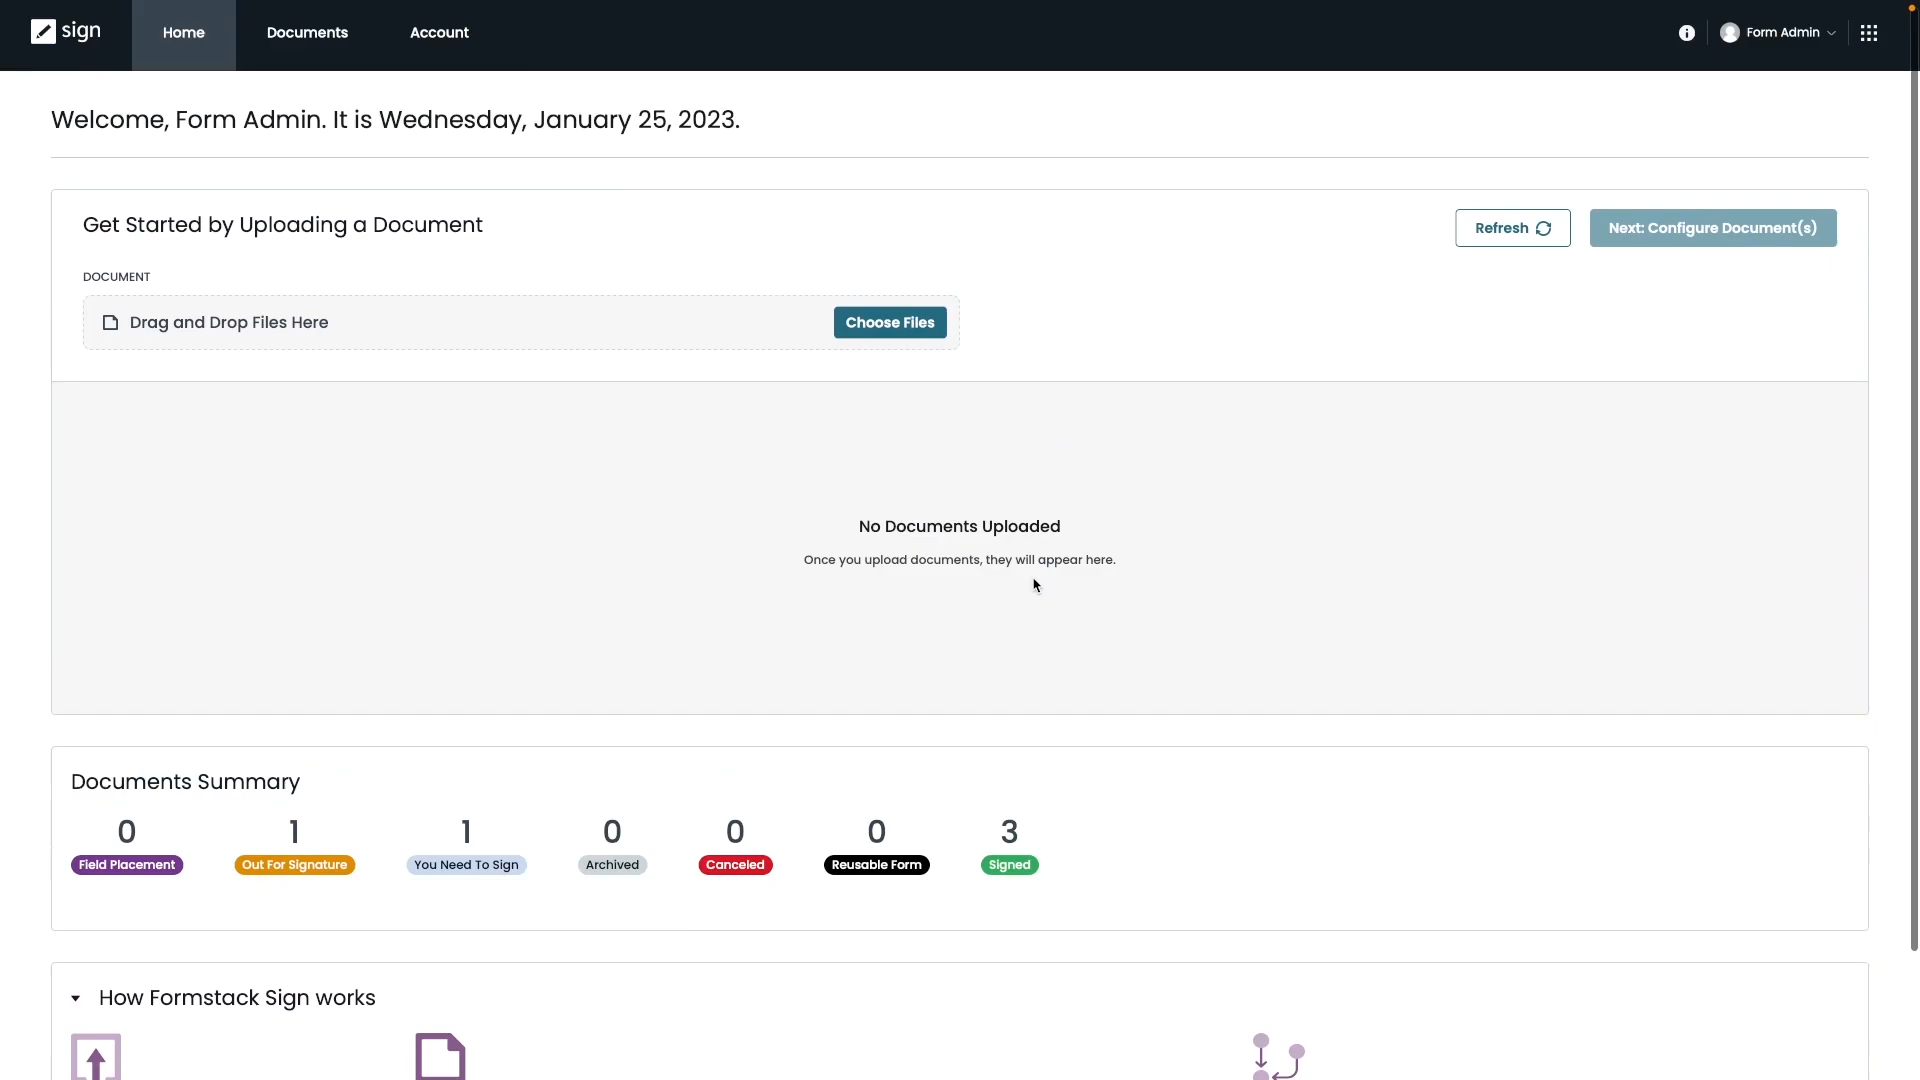 sign
Home
Documents
Account
Form Admin
Welcome, Form Admin. It is Wednesday, January 25, 2023.
Get Started by Uploading a Document
Refresh
Next: Configure Document(s)
DOCUMENT
Drag and Drop Files Here
Choose Files
No Documents Uploaded
Once you upload documents, they will appear here.
Documents Summary
0
1
1
0
0
0
3
Field Placement
Out For Signature
You Need To Sign
Archived
Canceled
Reusable Form
Signed
How Formstack Sign works